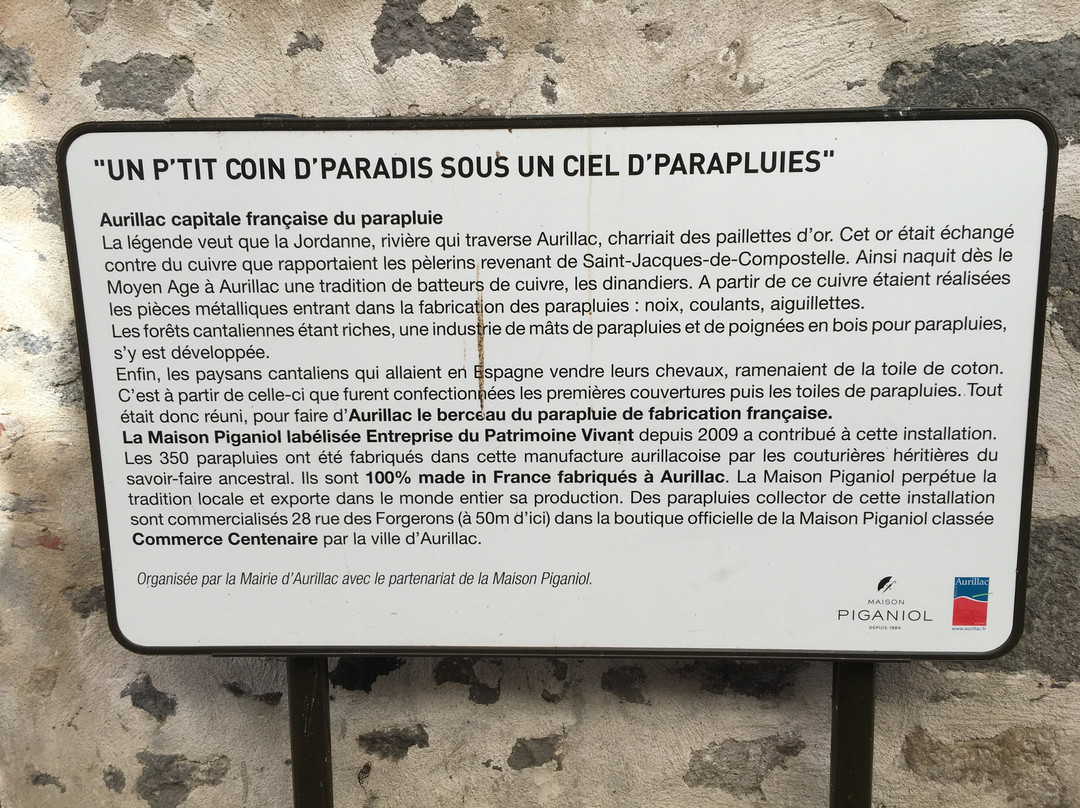 "UN P'TIT COIN D'PARADIS SOUS UN CIEL D'PARAPLUIES"
Aurillac capitale française du parapluie
La légende veut que la Jordanne, rivière qui traverse Aurillac, charriait des paillettes d'or. Cet or était échangé
contre du cuivre que rapportaient les pèlerins revenant de Saint-Jacques-de-Compostelle. Ainsi naquit dès le
Moyen Age à Aurillac une tradition de batteurs de cuivre, les dinandiers. A partir de ce cuivre étaient réalisées
les pièces métalliques entrant dans la fabrication des parapluies : noix, coulants, aiguillettes.
Les forêts cantaliennes étant riches, une industrie de mâts de parapluies et de poignées en bois pour parapluies,
s'y est développée.
Enfin, les paysans cantaliens qui allaient en Espagne vendre leurs chevaux, ramenaient de la toile de coton.
C'est à partir de celle-ci que furent confectionnées les premières couvertures puis les toiles de parapluies. Tout
était donc réuni, pour faire d'Aurillac le berceau du parapluie de fabrication française.
La Maison Piganiol labélisée Entreprise du Patrimoine Vivant depuis 2009 a contribué à cette installation.
Les 350 parapluies ont été fabriqués dans cette manufacture aurillacoise par les couturières héritières du
savoir-faire ancestral. Ils sont 100% made in France fabriqués à Aurillac. La Maison Piganiol perpétue la
tradition locale et exporte dans le monde entier sa production. Des parapluies collector de cette installation
sont commercialisés 28 rue des Forgerons (à 50m d'ici) dans la boutique officielle de la Maison Piganiol classée
Commerce Centenaire par la ville d'Aurillac.
Organisée par la Mairie d'Aurillac avec le partenariat de la Maison Piganiol.
MAISON
PIGANIOL
DEPUIS 1884
Aurillac
www.aurillac.fr